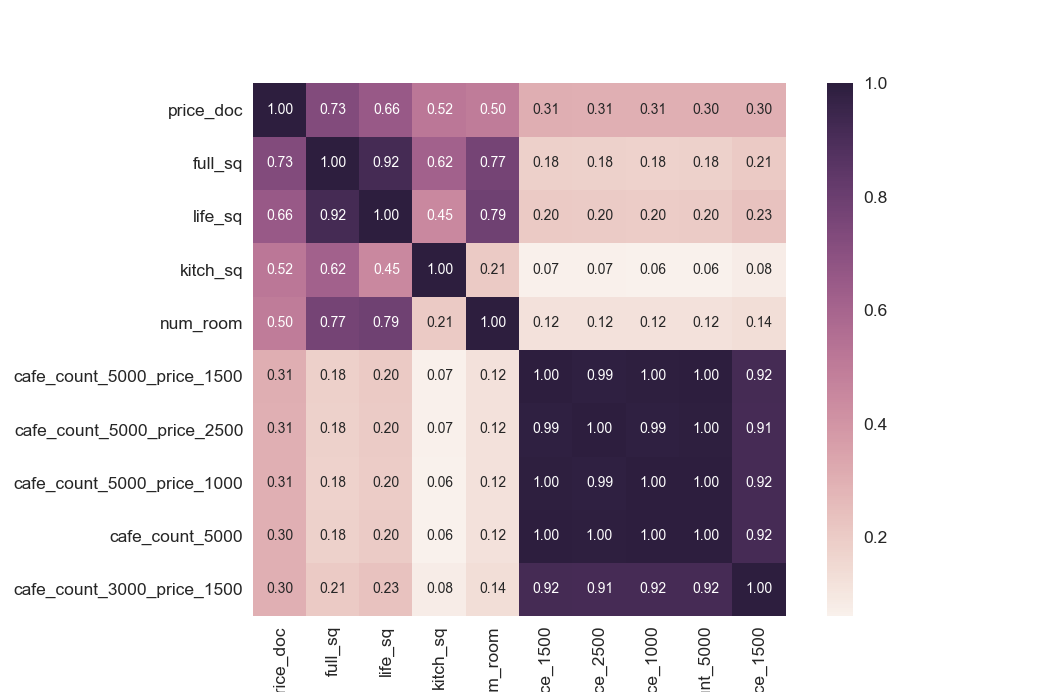 price_doc 1.00 0.73 0.66 0.52 0.50 0.31 0.31 0.31 0.30 0.30
full_sq 0.73 1.00 0.92 0.62 0.77 0.18 0.18 0.18 0.18 0.21
life_sq 0.66 0.92 1.00 0.45 0.79 0.20 0.20 0.20 0.20 0.23
kitch_sq 0.52 0.62 0.45 1.00 0.21 0.07 0.07 0.06 0.06 0.08
num_room 0.50 0.77 0.79 0.21 1.00 0.12 0.12 0.12 0.12 0.14
cafe_count_5000_price_1500 0.31 0.18 0.20 0.07 0.12 1.00 0.99 1.00 1.00 0.92
cafe_count_5000_price_2500 0.31 0.18 0.20 0.07 0.12 0.99 1.00 0.99 1.00 0.91
cafe_count_5000_price_1000 0.31 0.18 0.20 0.06 0.12 1.00 0.99 1.00 1.00 0.92
cafe_count_5000 0.30 0.18 0.20 0.06 0.12 1.00 1.00 1.00 1.00 0.92
cafe_count_3000_price_1500 0.30 0.21 0.23 0.08 0.14 0.92 0.91 0.92 0.92 1.00
rice_doc
full_sq
life_sq
kitch_sq
m_room
ce_1500
ce_2500
ce_1000
nt_5000
ce_1500
1.0
0.8
0.6
0.4
0.2